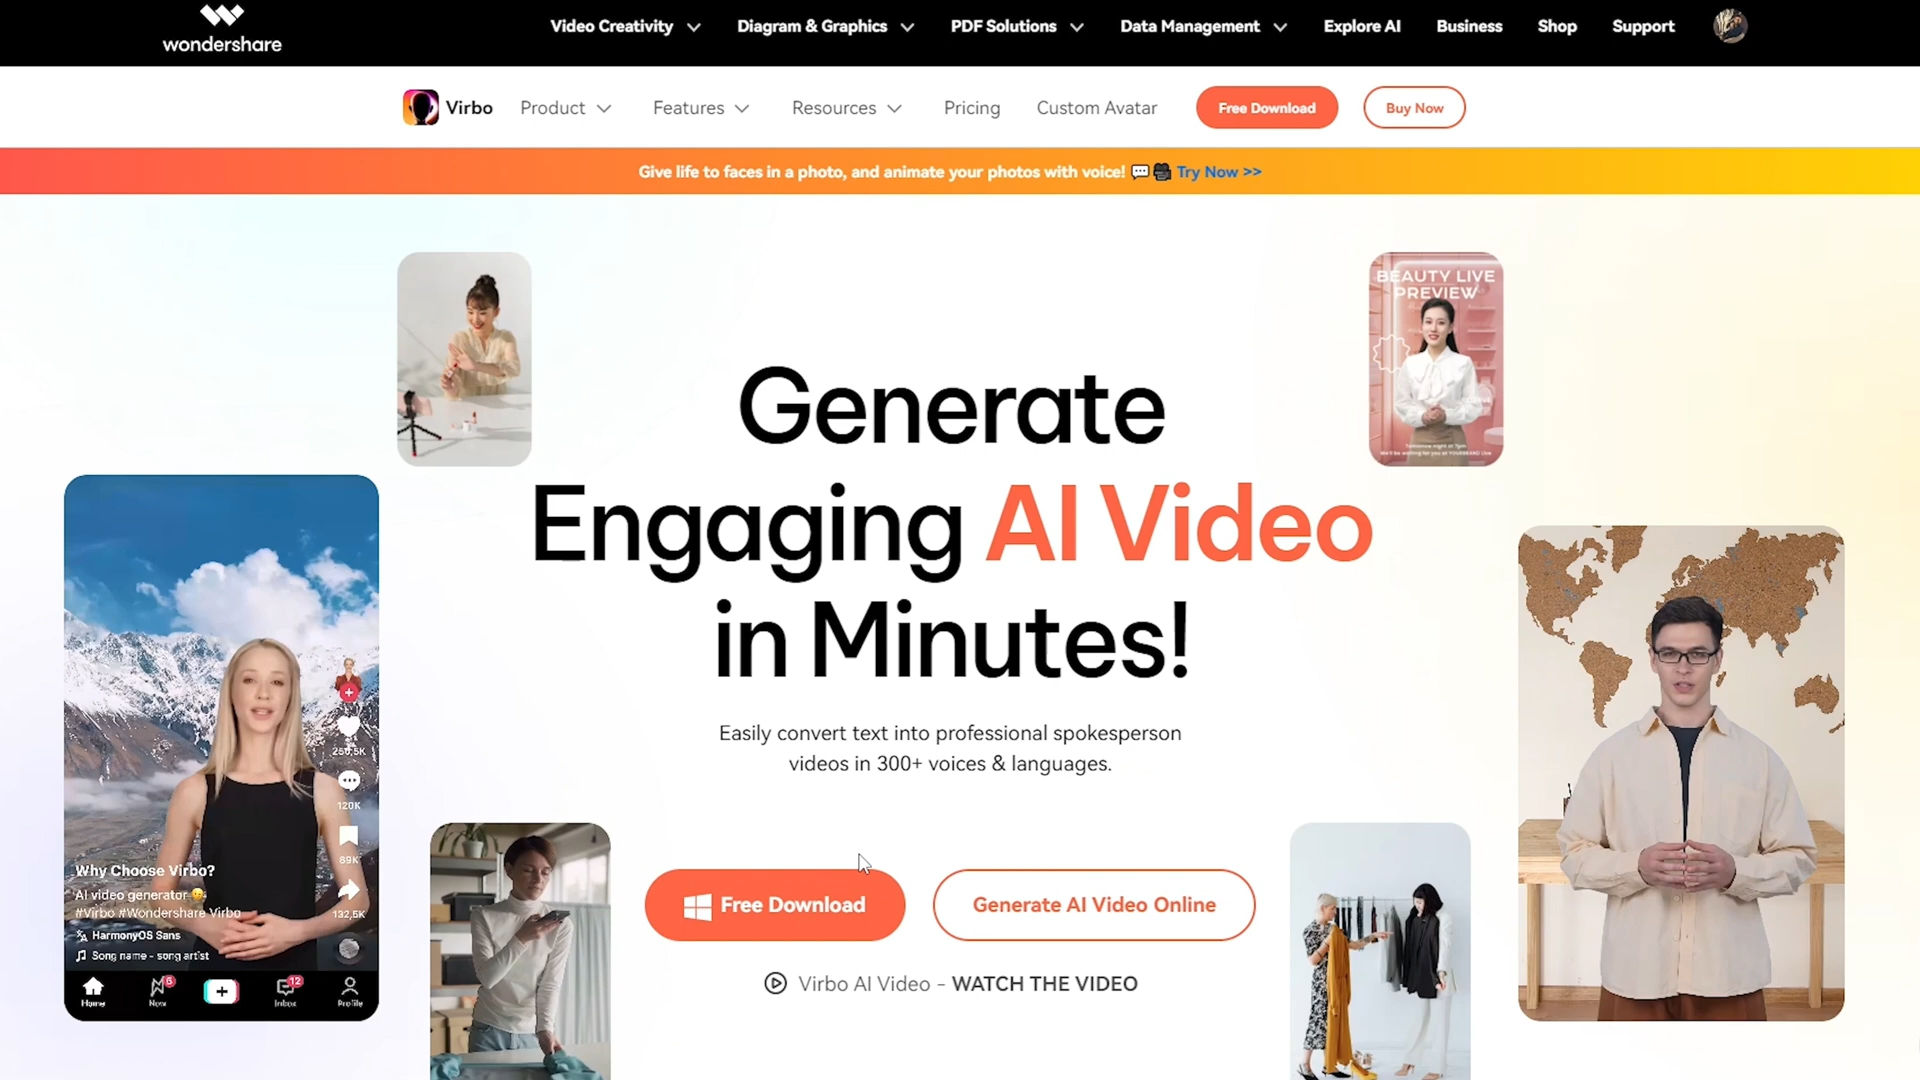 wondershare
Video Creativity
Diagram & Graphics
PDF Solutions
Data Management
Explore AI
Business
Shop
Support
Virbo
Product
Features
Resources
Pricing
Custom Avatar
Free Download
Buy Now
Give life to faces in a photo, and animate your photos with voice! 💬🎥 Try Now >>
BEAUTY LIVE
PREVIEW
Generate
Engaging AI Video
in Minutes!
Easily convert text into professional spokesperson
videos in 300+ voices & languages.
Free Download
Generate AI Video Online
Virbo AI Video - WATCH THE VIDEO
250,5K
120K
89K
132,5K
Why Choose Virbo?
AI video generator 😉
#Virbo #Wondershare Virbo
HarmonyOS Sans
Song name - song artist
Home
6
Now
12
Inbox
Profile